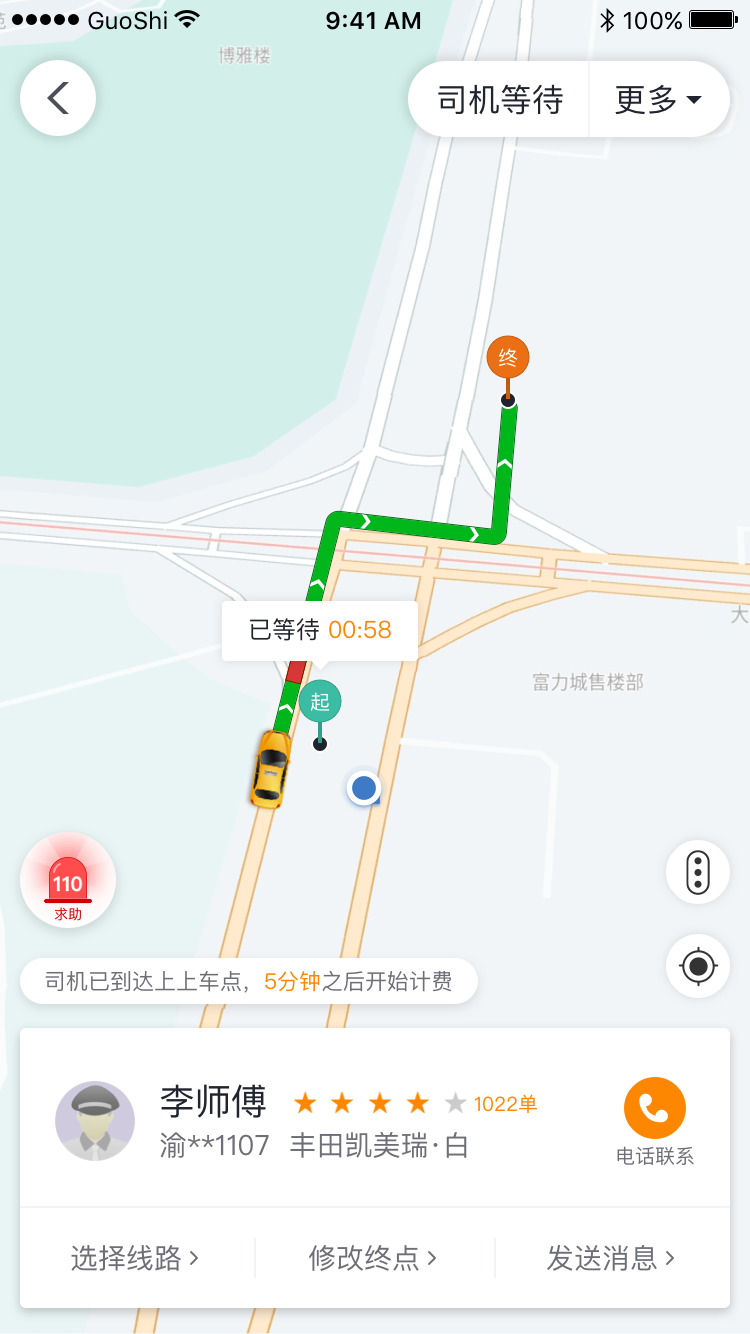 GuoShi 9:41 AM 100%
博雅楼
司机等待 更多
终
已等待 00:58
大
富力城售楼部
起
110
求助
司机已到达上上车点，5分钟之后开始计费
李师傅 1022单
渝**1107 丰田凯美瑞·白
电话联系
选择线路 修改终点 发送消息